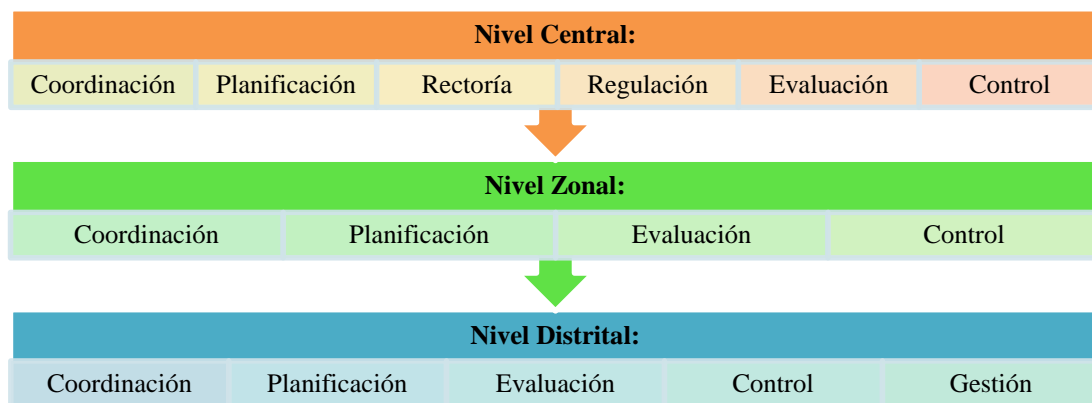 Nivel Central:
Coordinación Planificación Rectoría Regulación Evaluación Control
Nivel Zonal:
Coordinación Planificación Evaluación Control
Nivel Distrital:
Coordinación Planificación Evaluación Control Gestión